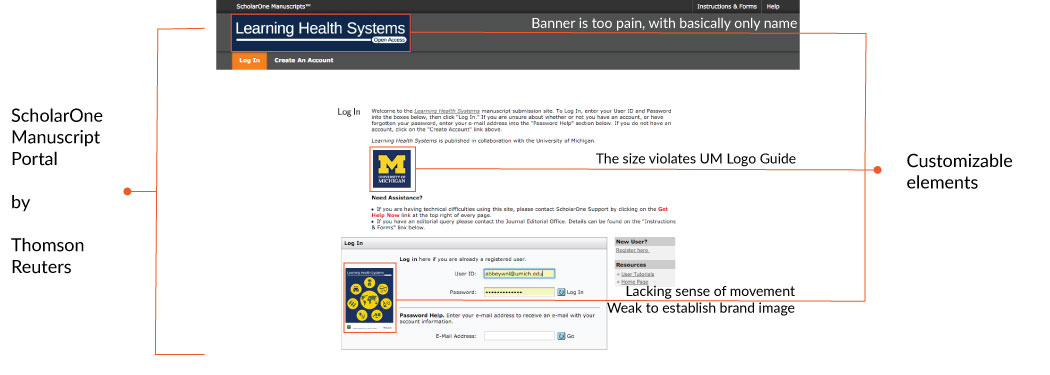 ScholarOne Manuscripts™
Instructions & Forms
Help
Banner is too pain, with basically only name
Learning Health Systems
Open Access
Log In
Create An Account
ScholarOne
Manuscript
Portal
by
Thomson
Reuters
Log In
Welcome to the Learning Health Systems manuscript submission site. To Log In, enter your User ID and Password
into the boxes below, then click "Log In." If you are unsure about whether or not you have an account, or have
forgotten your password, enter your e-mail address into the "Password Help" section below. If you do not have an
account, click on the "Create Account" link above.
Learning Health Systems is published in collaboration with the University of Michigan.
M
UNIVERSITY OF
MICHIGAN
The size violates UM Logo Guide
Customizable
elements
Need Assistance?
• If you are having technical difficulties using this site, please contact ScholarOne Support by clicking on the Get
Help Now link at the top right of every page.
• If you have an editorial query please contact the Journal Editorial Office. Details can be found on the "Instructions
& Forms" link below.
Log In
Log in here if you are already a registered user.
User ID:
abbeywnl@umich.edu
Password:
Log In
Learning Health Systems
Password Help. Enter your e-mail address to receive an e-mail with your
account information.
E-Mail Address:
Go
New User?
Register here.
Resources
User Tutorials
Home Page
Lacking sense of movement
Weak to establish brand image